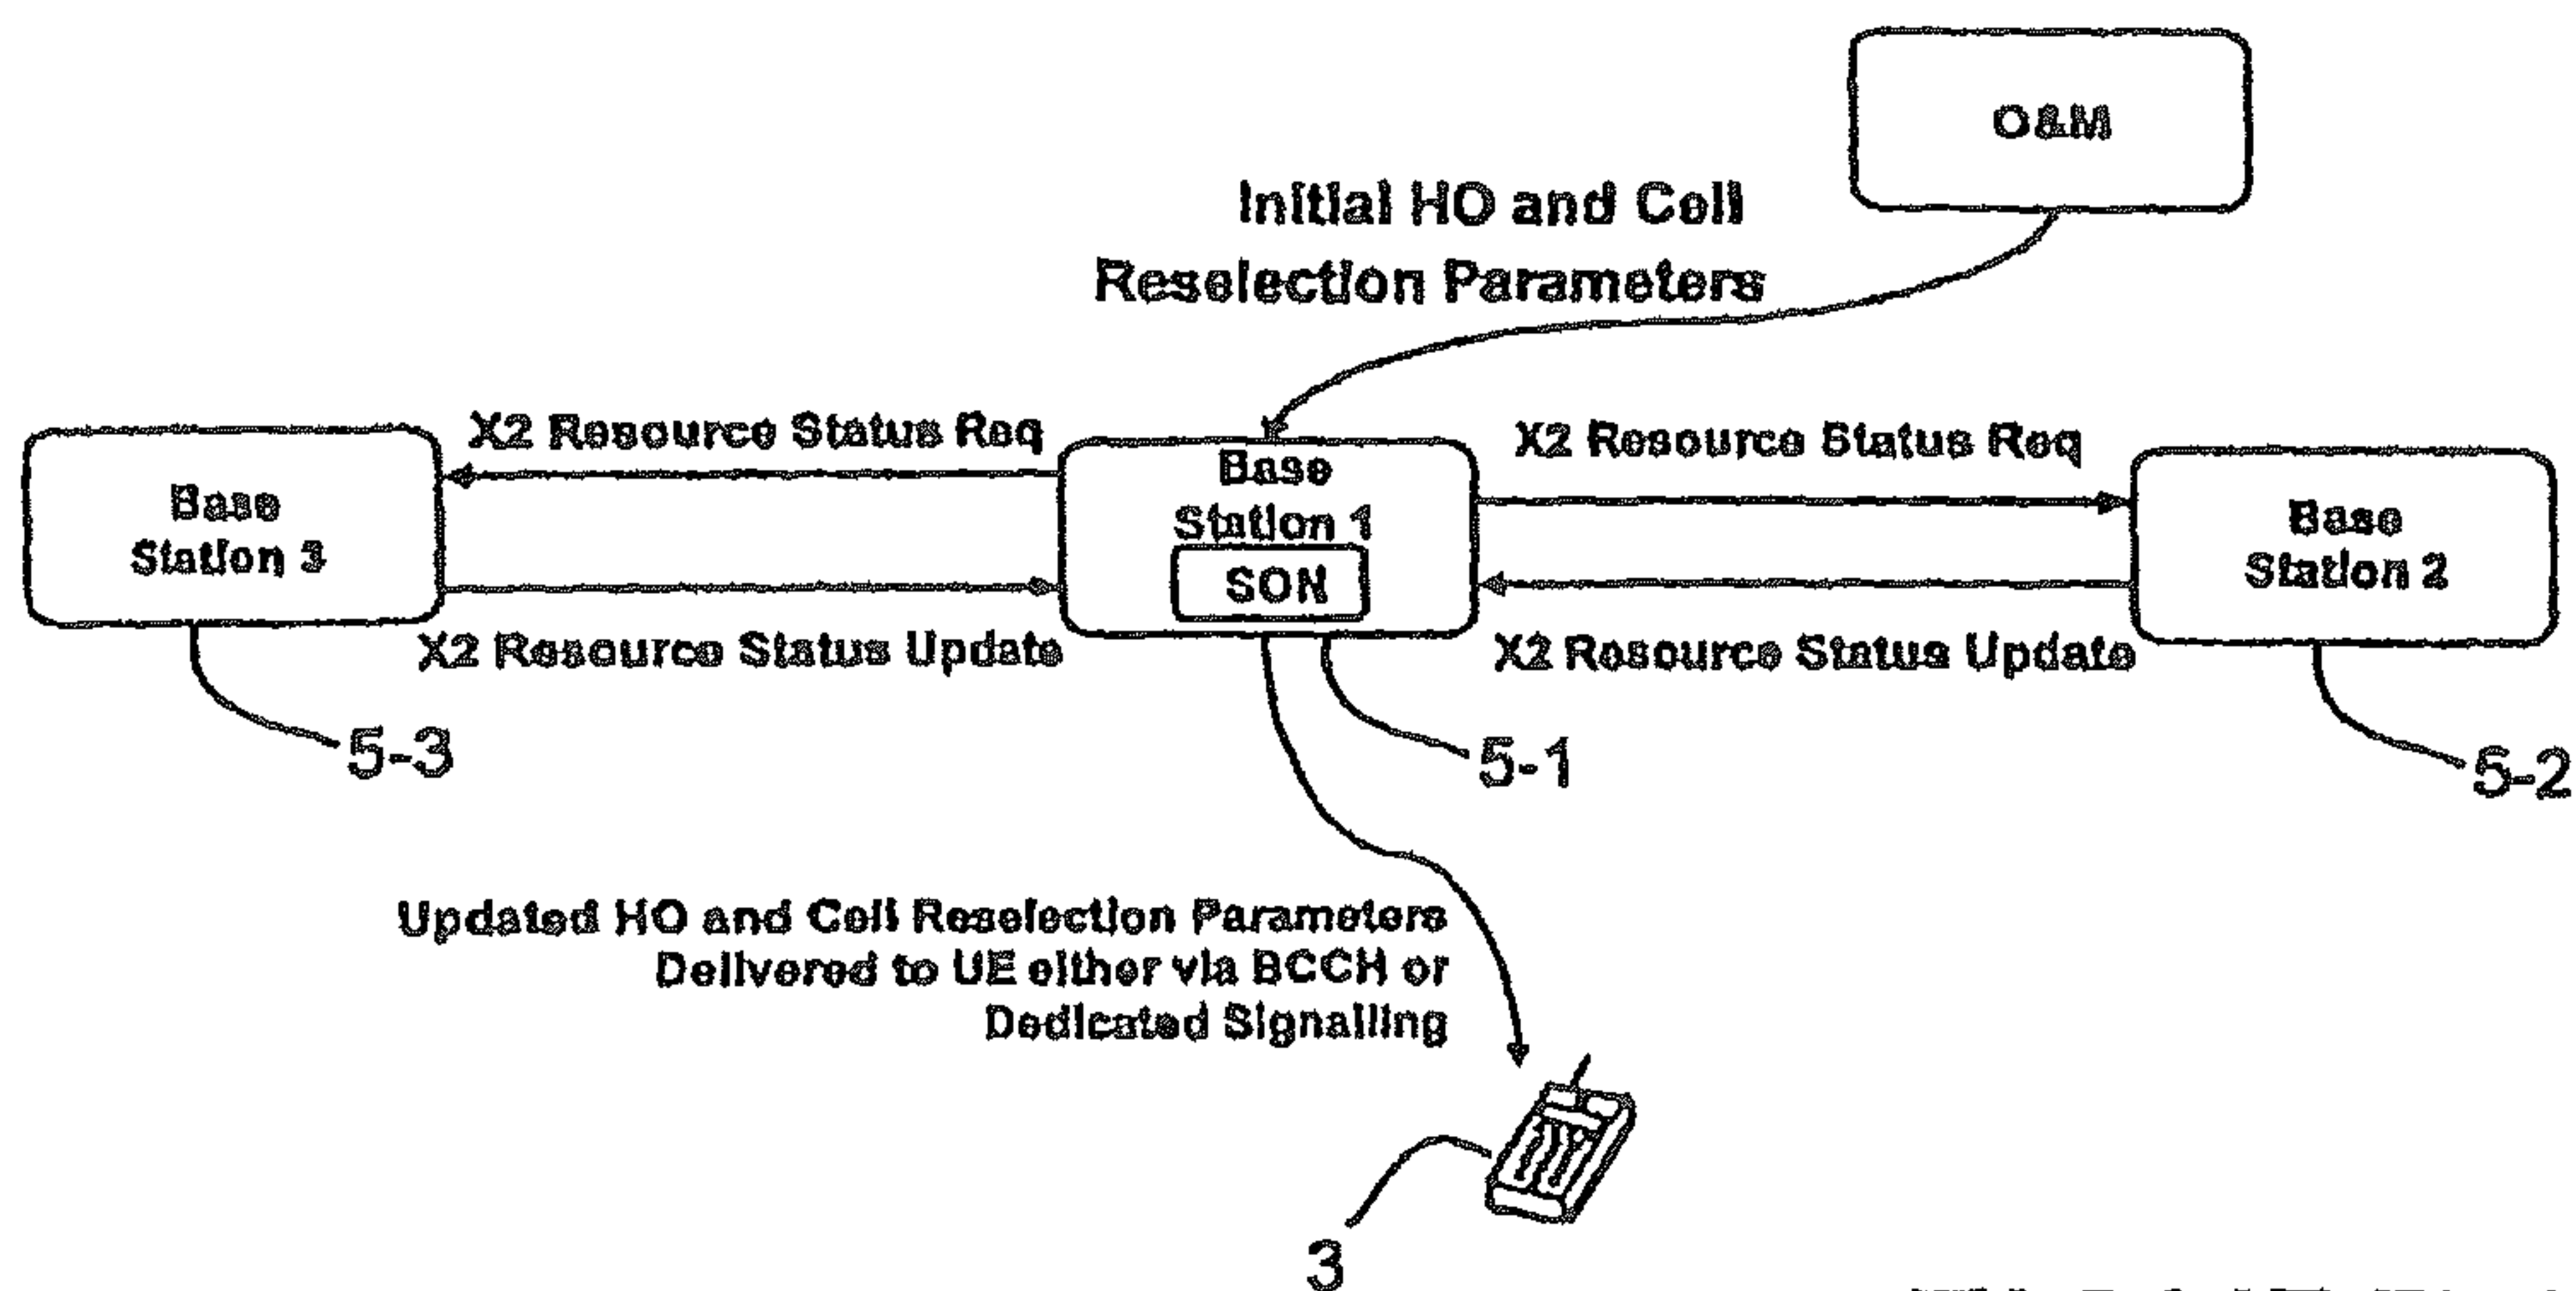 O&M
Initial HO and Cell
Reselection Parameters
X2 Resource Status Req
X2 Resource Status Req
Base
Station 3
Base
Station 1
SON
Base
Station 2
X2 Resource Status Update
X2 Resource Status Update
5-3
5-1
5-2
Updated HO and Cell Reselection Parameters
Delivered to UE either via BCCH or
Dedicated Signalling
3